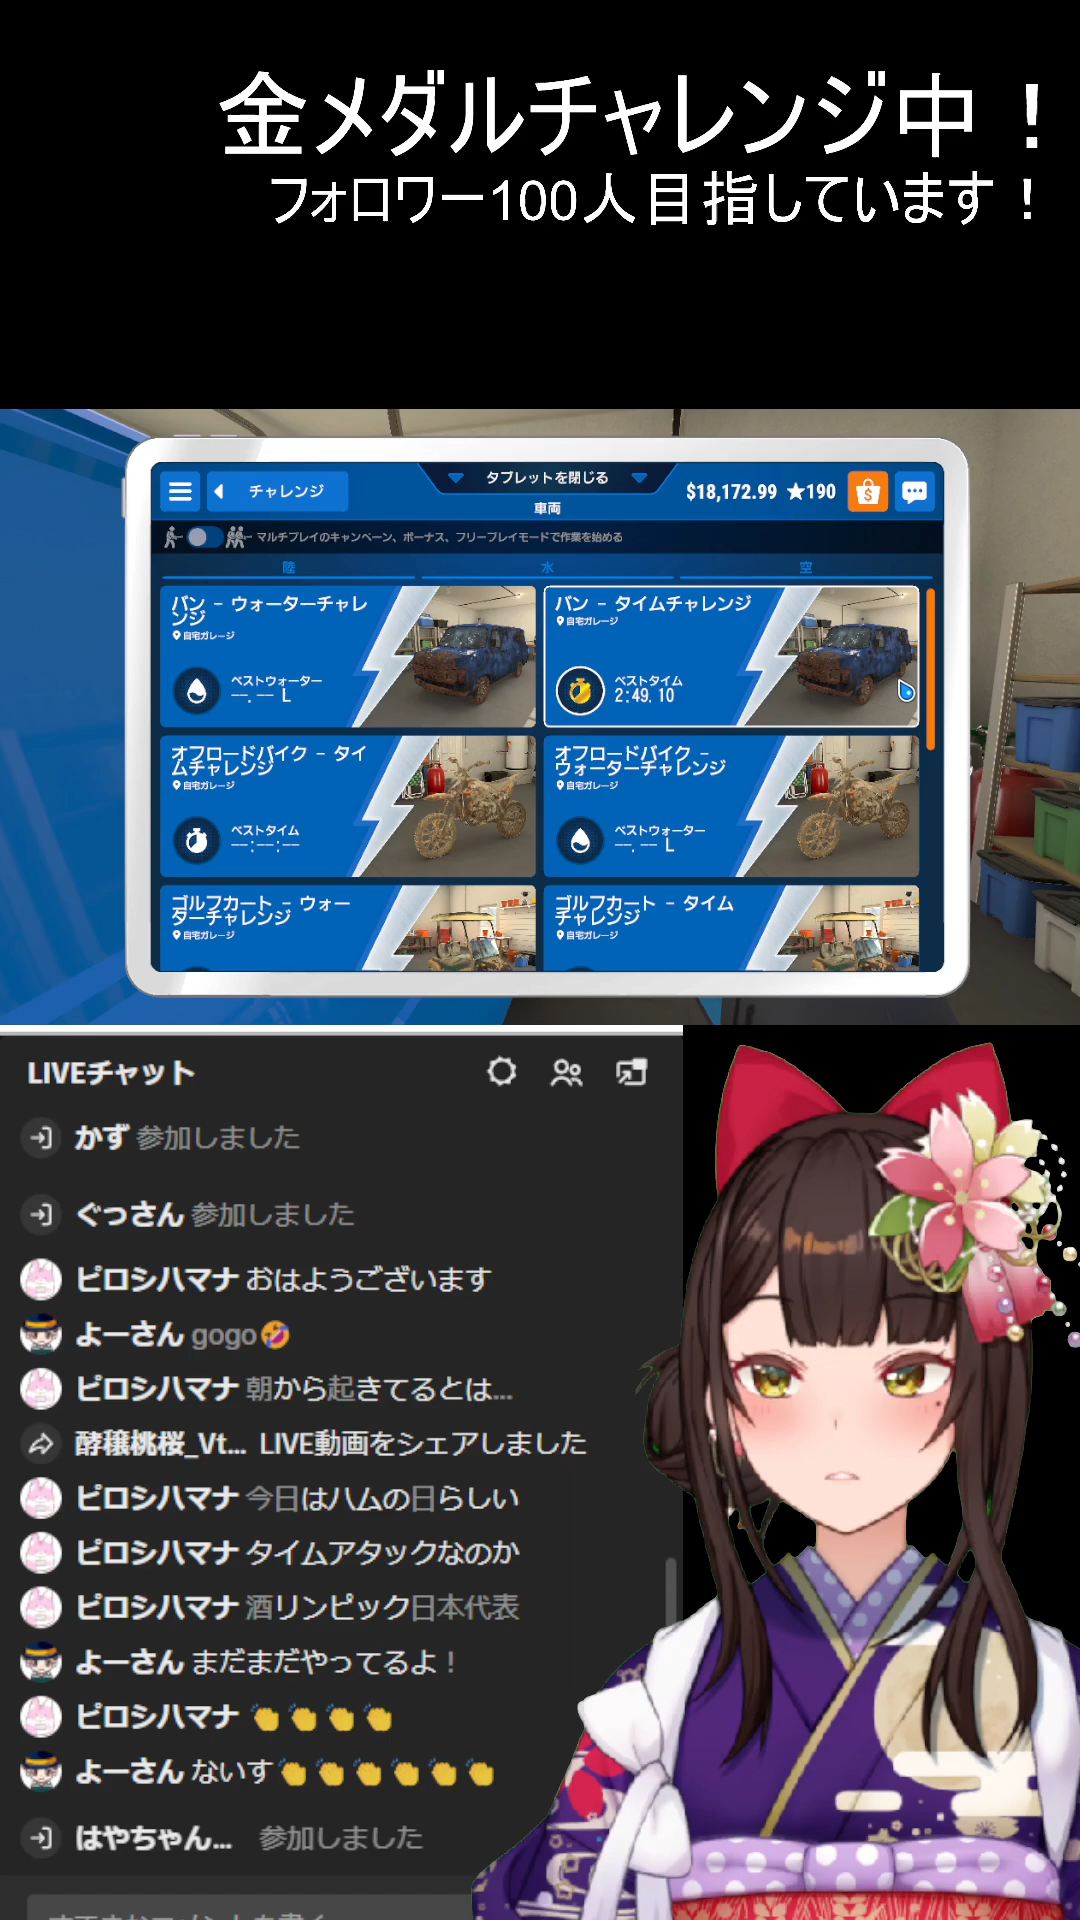 金メダルチャレンジ中！
フォロワー100人目指しています！
タブレットを閉じる
チャレンジ
車両
$18,172.99 ★190
マルチプレイのキャンペーン、ボーナス、フリープレイモードで作業を始める
陸 水 空
バン - ウォーターチャレ
ンジ
自宅ガレージ
ベストウォーター
--.-- L
バン - タイムチャレンジ
自宅ガレージ
ベストタイム
2:49.10
オフロードバイク - タイ
ムチャレンジ
自宅ガレージ
ベストタイム
--:--:--
オフロードバイク -
ウォーターチャレンジ
自宅ガレージ
ベストウォーター
--.-- L
ゴルフカート - ウォー
ターチャレンジ
自宅ガレージ
ゴルフカート - タイム
チャレンジ
自宅ガレージ
LIVEチャット
かず 参加しました
ぐっさん 参加しました
ピロシハマナ おはようございます
よーさん gogo🤣
ピロシハマナ 朝から起きてるとは...
酵穣桃桜_Vt... LIVE動画をシェアしました
ピロシハマナ 今日はハムの日らしい
ピロシハマナ タイムアタックなのか
ピロシハマナ 酒リンピック日本代表
よーさん まだまだやってるよ！
ピロシハマナ 👏👏👏👏
よーさん ないす👏👏👏👏👏👏
はやちゃん... 参加しました